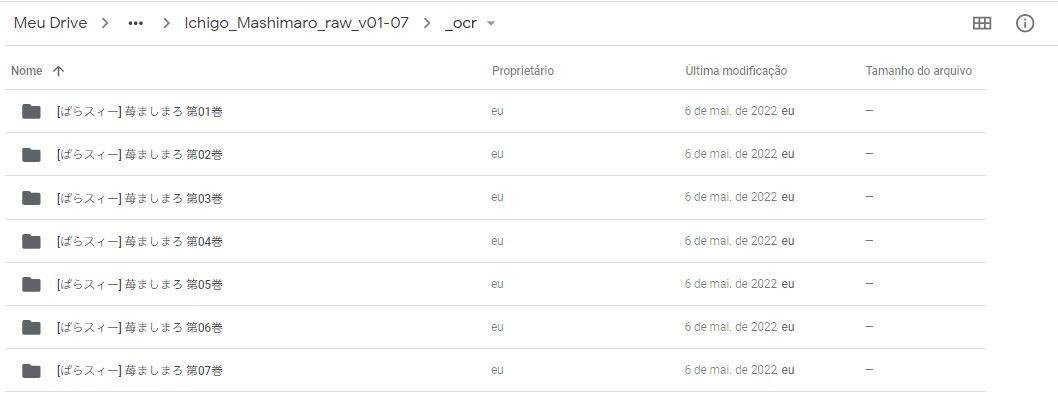 Meu Drive > ••• > Ichigo_Mashimaro_raw_v01-07 > _ocr
Nome ↑ Proprietário Última modificação Tamanho do arquivo
[ばらスィー] 苺ましまろ 第01巻 eu 6 de mai. de 2022 eu —
[ばらスィー] 苺ましまろ 第02巻 eu 6 de mai. de 2022 eu —
[ばらスィー] 苺ましまろ 第03巻 eu 6 de mai. de 2022 eu —
[ばらスィー] 苺ましまろ 第04巻 eu 6 de mai. de 2022 eu —
[ばらスィー] 苺ましまろ 第05巻 eu 6 de mai. de 2022 eu —
[ばらスィー] 苺ましまろ 第06巻 eu 6 de mai. de 2022 eu —
[ばらスィー] 苺ましまろ 第07巻 eu 6 de mai. de 2022 eu —